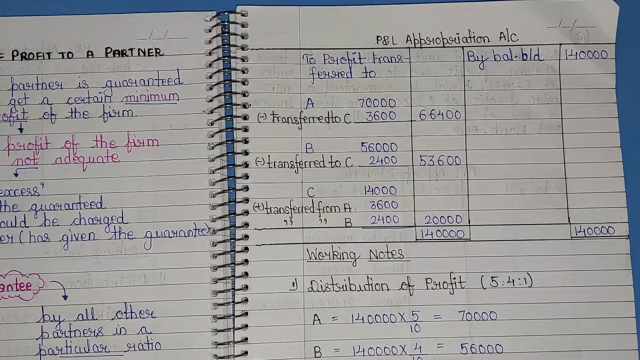 = PROFIT TO A PARTNER
partner is guaranteed
get a certain minimum
profit of the firm
profit of the firm
not adequate
excess'
the guaranteed
ould be charged
er (has given the guarantee)
antee
by all other
partners in a
particular ratio
P&L Appropriation A/C
To Profit trans- By bal. b/d 140000
ferred to
A 70000
(-) transferred to C 3600 66400
B 56000
(-) transferred to C 2400 53600
C 14000
(+) transferred from A 3600
" " B 2400 20000
140000 140000
Working Notes
1) Distribution of Profit (5:4:1)
A = 140000 × 5/10 = 70000
B = 140000 × 4/10 = 56000